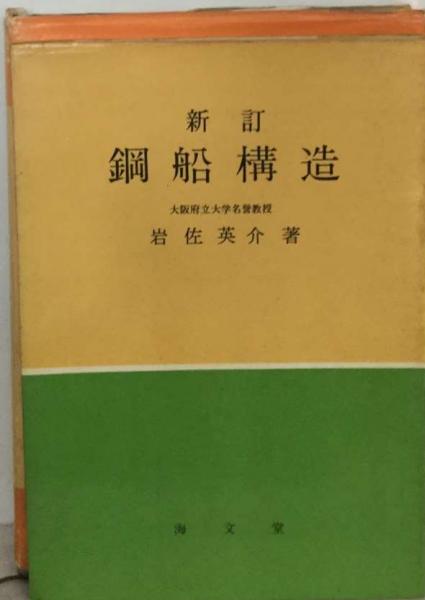 新訂
鋼船構造
大阪府立大学名誉教授
岩佐英介著
海文堂